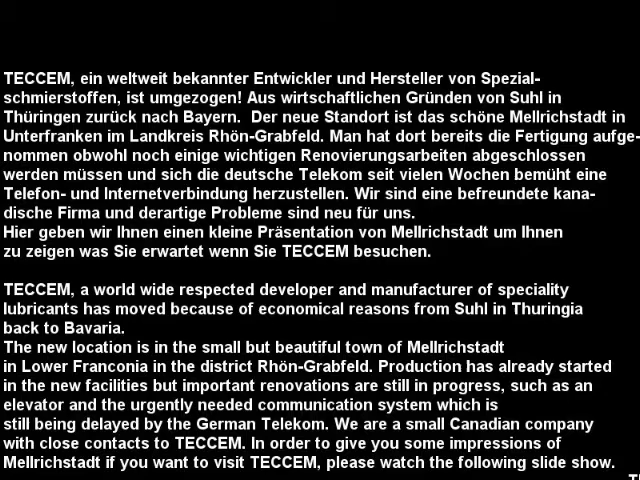 TECCEM, ein weltweit bekannter Entwickler und Hersteller von Spezial-
schmierstoffen, ist umgezogen! Aus wirtschaftlichen Gründen von Suhl in
Thüringen zurück nach Bayern.  Der neue Standort ist das schöne Mellrichstadt in
Unterfranken im Landkreis Rhön-Grabfeld. Man hat dort bereits die Fertigung aufge-
nommen obwohl noch einige wichtigen Renovierungsarbeiten abgeschlossen
werden müssen und sich die deutsche Telekom seit vielen Wochen bemüht eine
Telefon- und Internetverbindung herzustellen. Wir sind eine befreundete kana-
dische Firma und derartige Probleme sind neu für uns.
Hier geben wir Ihnen einen kleine Präsentation von Mellrichstadt um Ihnen
zu zeigen was Sie erwartet wenn Sie TECCEM besuchen.
TECCEM, a world wide respected developer and manufacturer of speciality
lubricants has moved because of economical reasons from Suhl in Thuringia
back to Bavaria.
The new location is in the small but beautiful town of Mellrichstadt
in Lower Franconia in the district Rhön-Grabfeld. Production has already started
in the new facilities but important renovations are still in progress, such as an
elevator and the urgently needed communication system which is
still being delayed by the German Telekom. We are a small Canadian company
with close contacts to TECCEM. In order to give you some impressions of
Mellrichstadt if you want to visit TECCEM, please watch the following slide show.